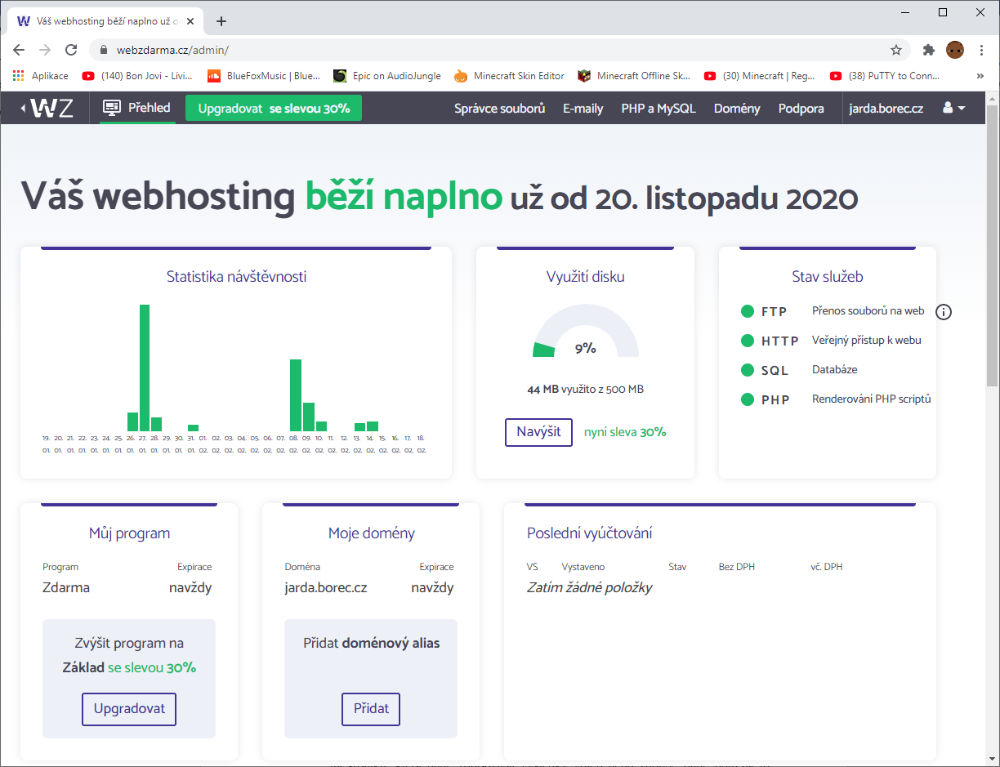 Váš webhosting běží naplno už o
webzdarma.cz/admin/
Aplikace
(140) Bon Jovi - Livi...
BlueFoxMusic | Blue...
Epic on AudioJungle
Minecraft Skin Editor
Minecraft Offline Sk...
(30) Minecraft | Reg...
(38) PuTTY to Conn...
»
WZ
Přehled
Upgradovat se slevou 30%
Správce souborů
E-maily
PHP a MySQL
Domény
Podpora
jarda.borec.cz
Váš webhosting běží naplno už od 20. listopadu 2020
Statistika návštěvnosti
19. 20. 21. 22. 23. 24. 25. 26. 27. 28. 29. 30. 31. 01. 02. 03. 04. 05. 06. 07. 08. 09. 10. 11. 12. 13. 14. 15. 16. 17. 18.
01. 01. 01. 01. 01. 01. 01. 01. 01. 01. 01. 01. 01. 02. 02. 02. 02. 02. 02. 02. 02. 02. 02. 02. 02. 02. 02. 02. 02. 02. 02.
Využití disku
9%
44 MB využito z 500 MB
Navýšit nyní sleva 30%
Stav služeb
FTP Přenos souborů na web
HTTP Veřejný přístup k webu
SQL Databáze
PHP Renderování PHP scriptů
Můj program
Program Expirace
Zdarma navždy
Zvýšit program na
Základ se slevou 30%
Upgradovat
Moje domény
Doména Expirace
jarda.borec.cz navždy
Přidat doménový alias
Přidat
Poslední vyúčtování
VS Vystaveno Stav Bez DPH vč. DPH
Zatím žádné položky